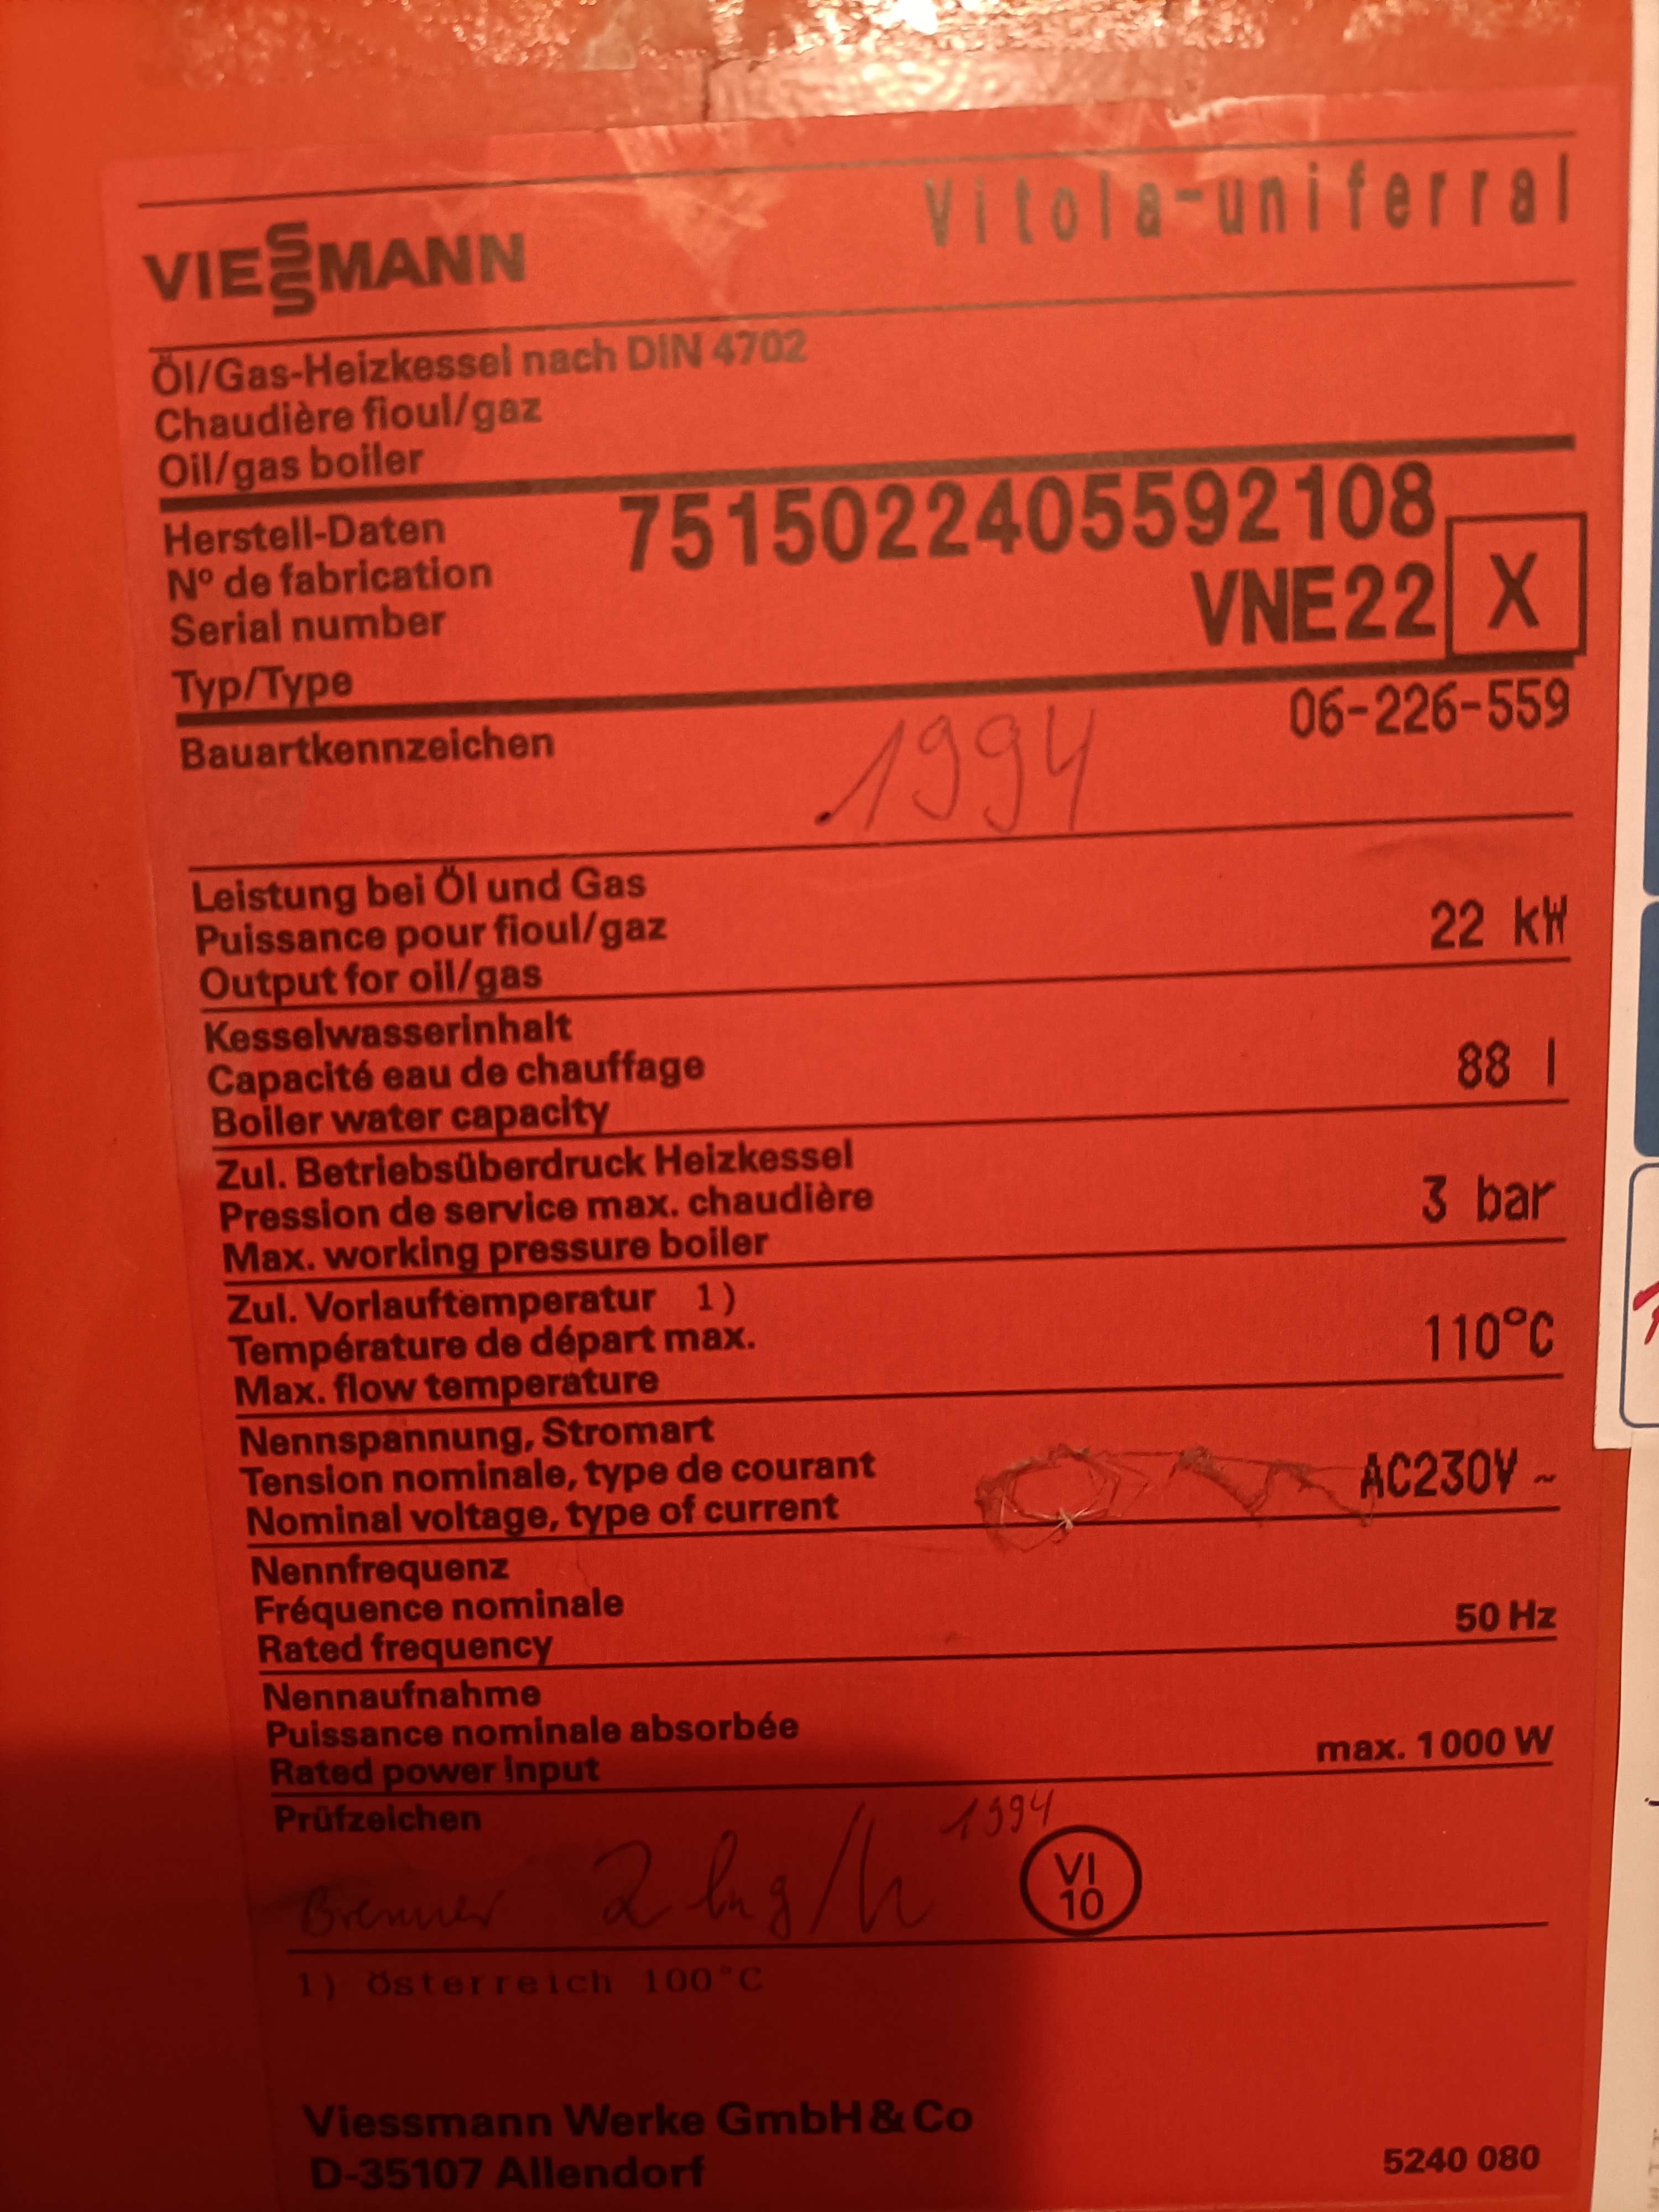 Vitola-uniferral
VIESSMANN
Öl/Gas-Heizkessel nach DIN 4702
Chaudière fioul/gaz
Oil/gas boiler
Herstell-Daten 7515022405592108
Nº de fabrication
Serial number VNE22 X
Typ/Type
Bauartkennzeichen 06-226-559
1994
Leistung bei Öl und Gas
Puissance pour fioul/gaz 22 kW
Output for oil/gas
Kesselwasserinhalt
Capacité eau de chauffage 88 l
Boiler water capacity
Zul. Betriebsüberdruck Heizkessel
Pression de service max. chaudière 3 bar
Max. working pressure boiler
Zul. Vorlauftemperatur 1)
Température de départ max. 110°C
Max. flow temperature
Nennspannung, Stromart
Tension nominale, type de courant AC230V ~
Nominal voltage, type of current
Nennfrequenz
Fréquence nominale 50 Hz
Rated frequency
Nennaufnahme
Puissance nominale absorbée max. 1000 W
Rated power input
Prüfzeichen 1994
Brenner 2 kg/h VI
10
1) Österreich 100°C
Viessmann Werke GmbH & Co
D-35107 Allendorf 5240 080